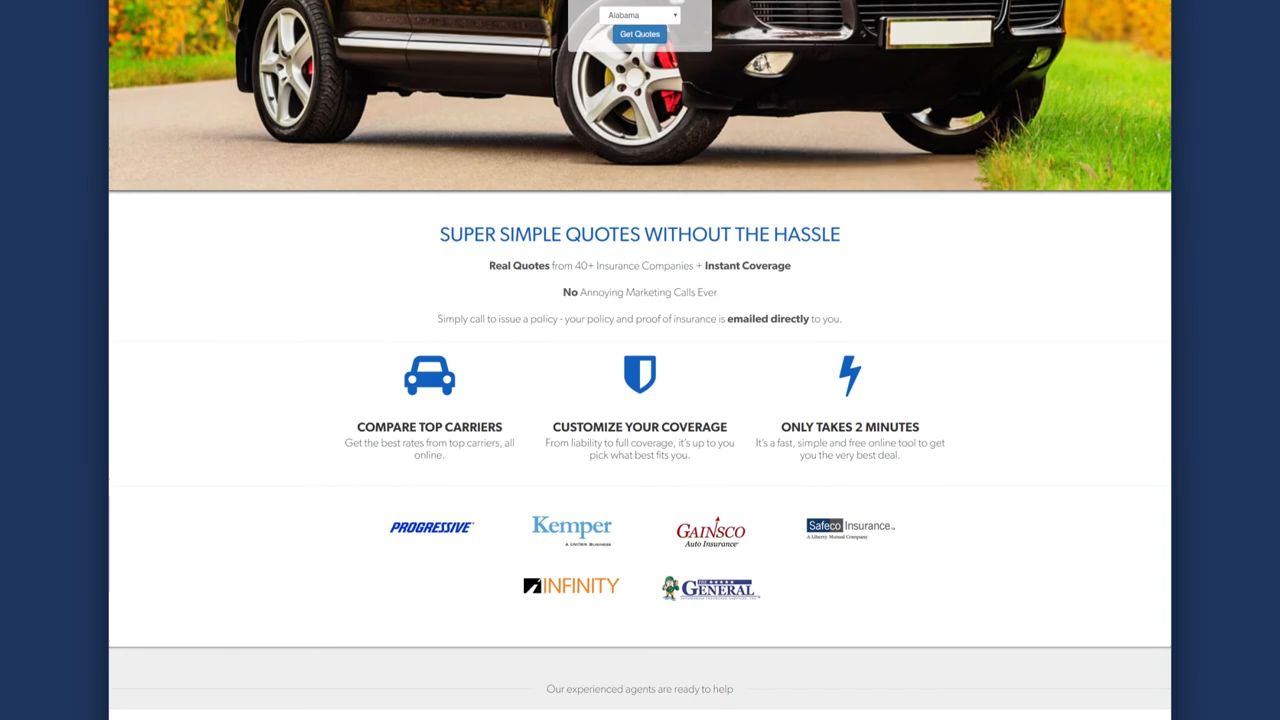 Alabama
Get Quotes
SUPER SIMPLE QUOTES WITHOUT THE HASSLE
Real Quotes from 40+ Insurance Companies + Instant Coverage
No Annoying Marketing Calls Ever
Simply call to issue a policy - your policy and proof of insurance is emailed directly to you.
COMPARE TOP CARRIERS
Get the best rates from top carriers, all
online.
CUSTOMIZE YOUR COVERAGE
From liability to full coverage, it's up to you
pick what best fits you.
ONLY TAKES 2 MINUTES
It's a fast, simple and free online tool to get
you the very best deal.
PROGRESSIVE
Kemper
A UNITRIN BUSINESS
GAINSCO
Auto Insurance
Safeco Insurance™
A Liberty Mutual Company
INFINITY
THE GENERAL
Our experienced agents are ready to help